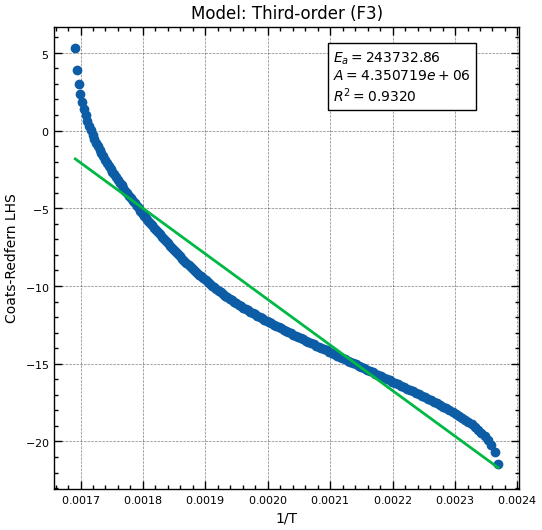 Model: Third-order (F3)
E_a = 243732.86
A = 4.350719e + 06
R² = 0.9320
5
0
−5
−10
−15
−20
Coats-Redfern LHS
0.0017 0.0018 0.0019 0.0020 0.0021 0.0022 0.0023 0.0024
1/T